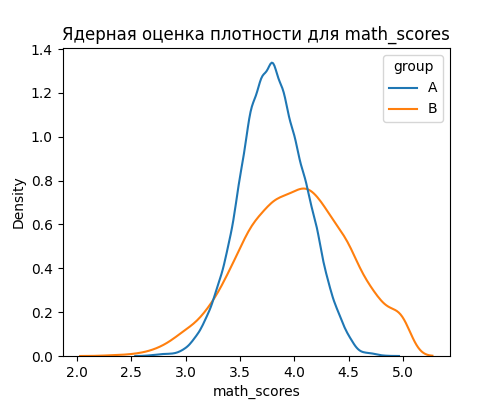 Ядерная оценка плотности для math_scores
1.4
1.2
1.0
0.8
0.6
0.4
0.2
0.0
Density
group
A
B
2.0 2.5 3.0 3.5 4.0 4.5 5.0
math_scores